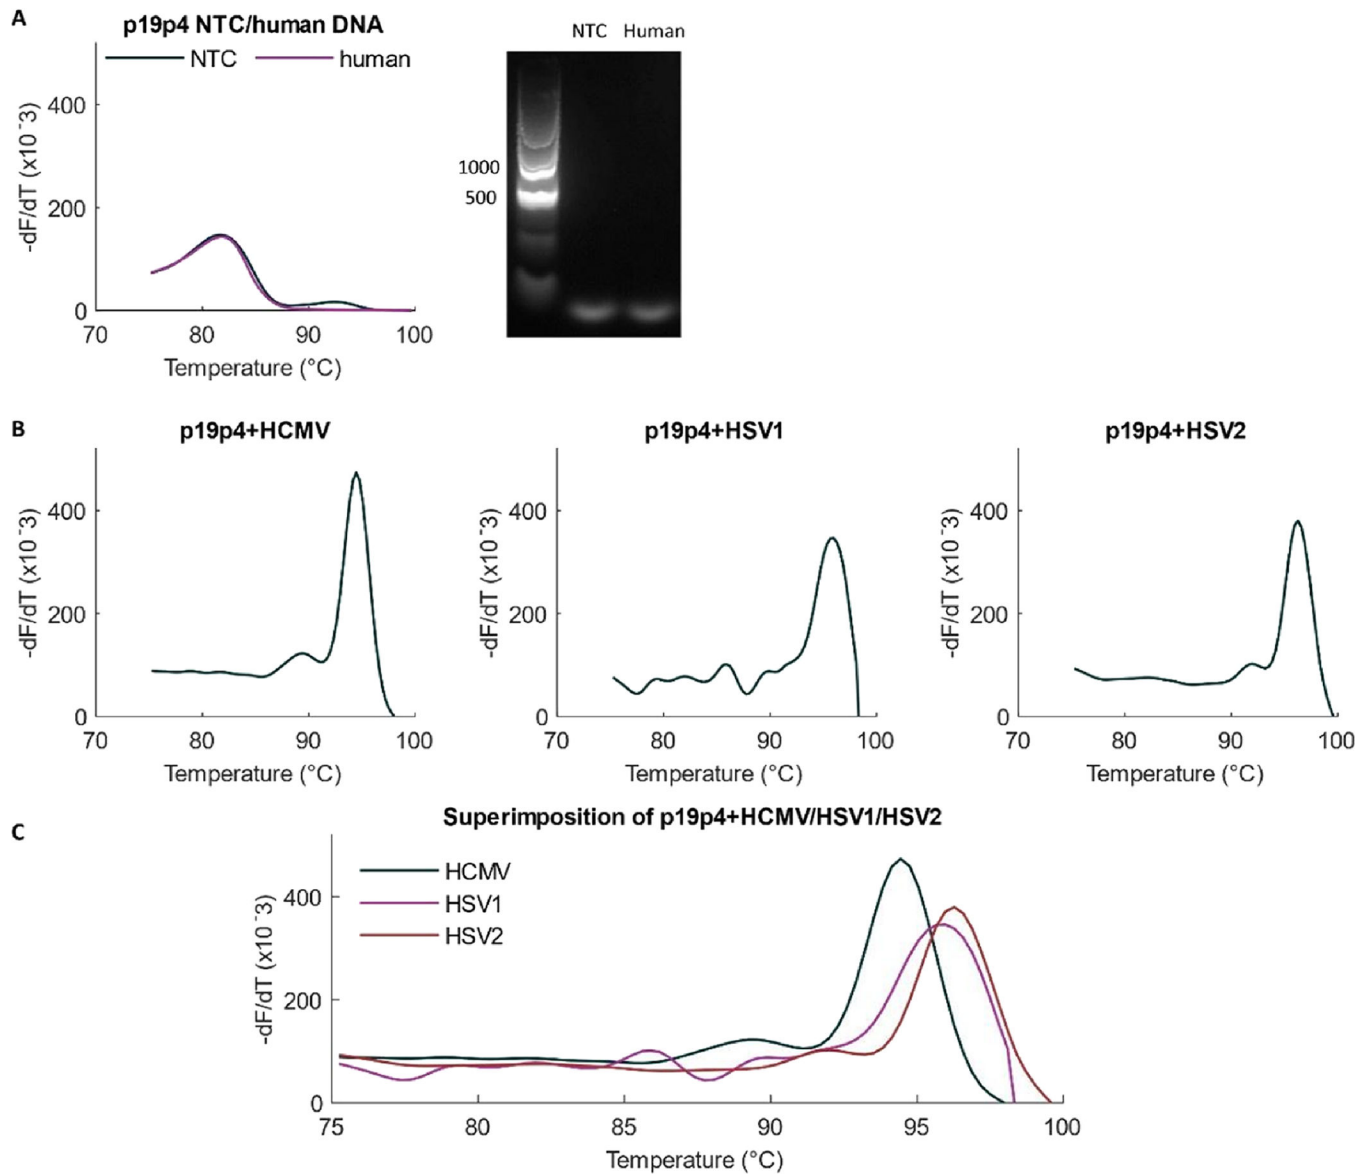 A
p19p4 NTC/human DNA
NTC human
-dF/dT (x10⁻3)
400
200
0
70 80 90 100
Temperature (°C)
NTC Human
1000
500
B
p19p4+HCMV
-dF/dT (x10⁻3)
400
200
0
70 80 90 100
Temperature (°C)
p19p4+HSV1
-dF/dT (x10⁻3)
400
200
0
70 80 90 100
Temperature (°C)
p19p4+HSV2
-dF/dT (x10⁻3)
400
200
0
70 80 90 100
Temperature (°C)
C
Superimposition of p19p4+HCMV/HSV1/HSV2
HCMV
HSV1
HSV2
-dF/dT (x10⁻3)
400
200
0
75 80 85 90 95 100
Temperature (°C)